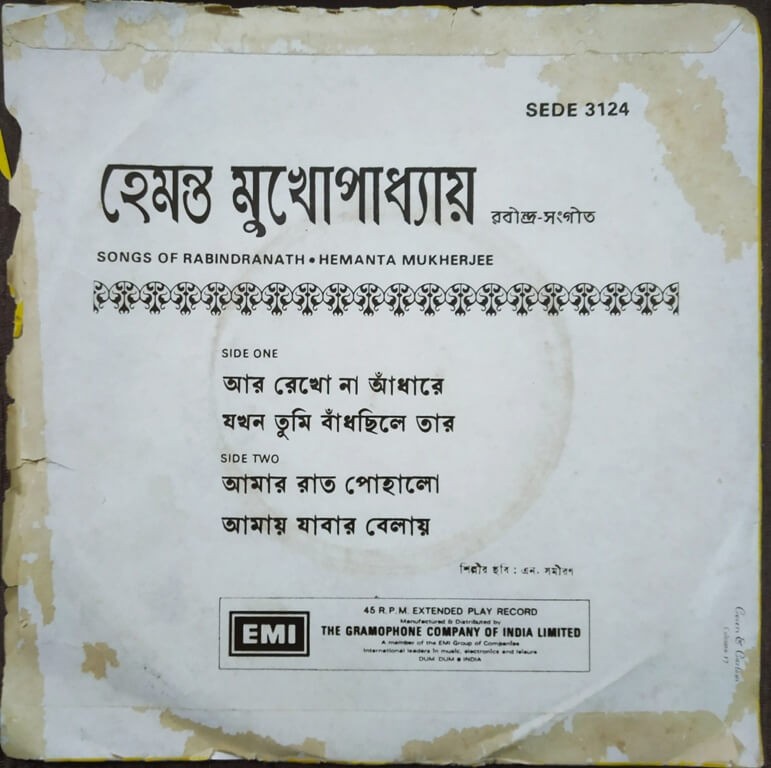 SEDE 3124
হেমন্ত মুখোপাধ্যায় রবীন্দ্র-সংগীত
SONGS OF RABINDRANATH • HEMANTA MUKHERJEE
SIDE ONE
আর রেখো না আঁধারে
যখন তুমি বাঁধছিলে তার
SIDE TWO
আমার রাত পোহালো
আমায় যাবার বেলায়
শিল্পীর ছবি : এন. সমীরণ
EMI
45 R.P.M. EXTENDED PLAY RECORD
Manufactured & Distributed by
THE GRAMOPHONE COMPANY OF INDIA LIMITED
A member of the EMI Group of Companies
International leaders in music, electronics and leisure
DUM DUM • INDIA